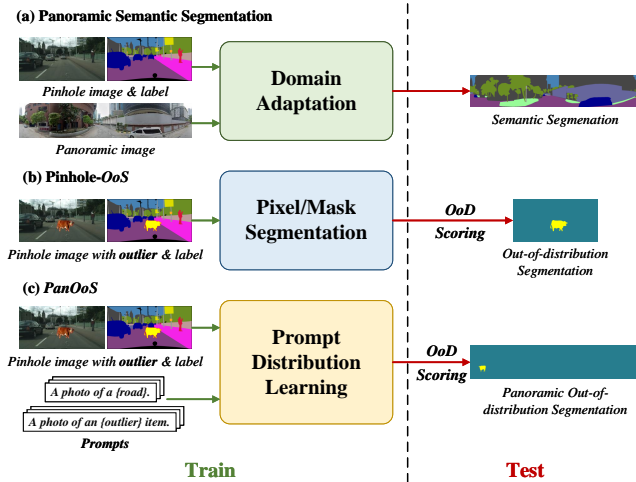 (a) Panoramic Semantic Segmentation
Pinhole image & label
Panoramic image
Domain
Adaptation
Semantic Segmenation
(b) Pinhole-OoS
Pinhole image with outlier & label
Pixel/Mask
Segmentation
OoD
Scoring
Out-of-distribution
Segmentation
(c) PanOoS
Pinhole image with outlier & label
A photo of a {road}.
A photo of an {outlier} item.
Prompts
Prompt
Distribution
Learning
OoD
Scoring
Panoramic Out-of-
distribution Segmentation
Train
Test